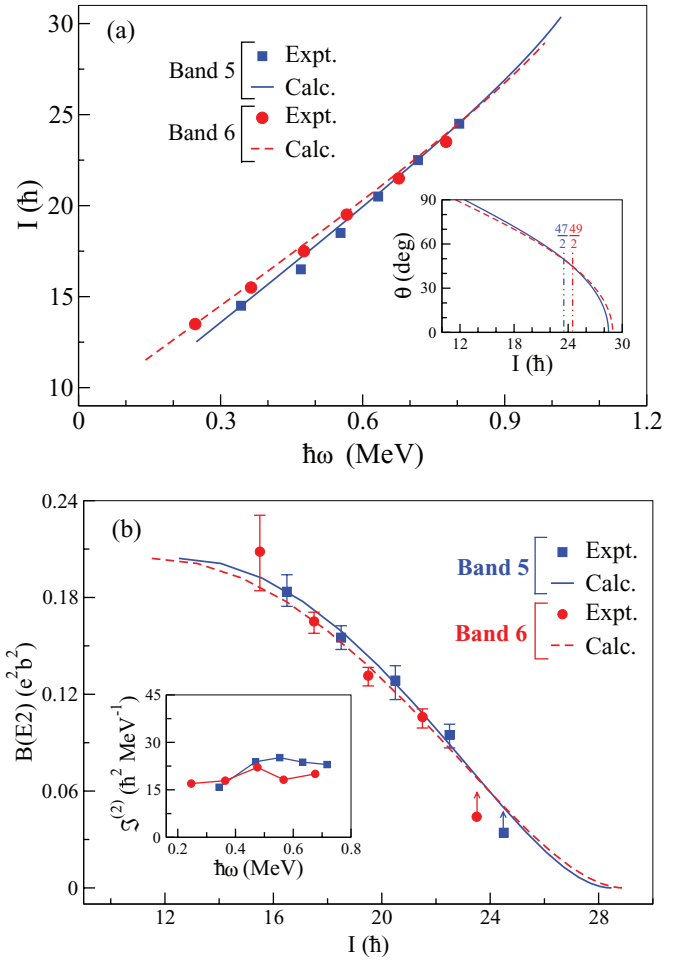 30
(a)
Band 5
Expt.
Calc.
25
Band 6
Expt.
Calc.
I (ħ)
20
90
47/2
49/2
60
θ (deg)
30
15
0
12
18
24
30
I (ħ)
10
0
0.3
0.6
0.9
1.2
ħω (MeV)
0.24
(b)
Band 5
Expt.
Calc.
0.18
Band 6
Expt.
Calc.
B(E2) (e²b²)
0.12
45
30
ℑ⁽²⁾ (ħ² MeV⁻¹)
0.06
15
0
0.2
0.4
0.6
0.8
ħω (MeV)
0
12
16
20
24
28
I (ħ)